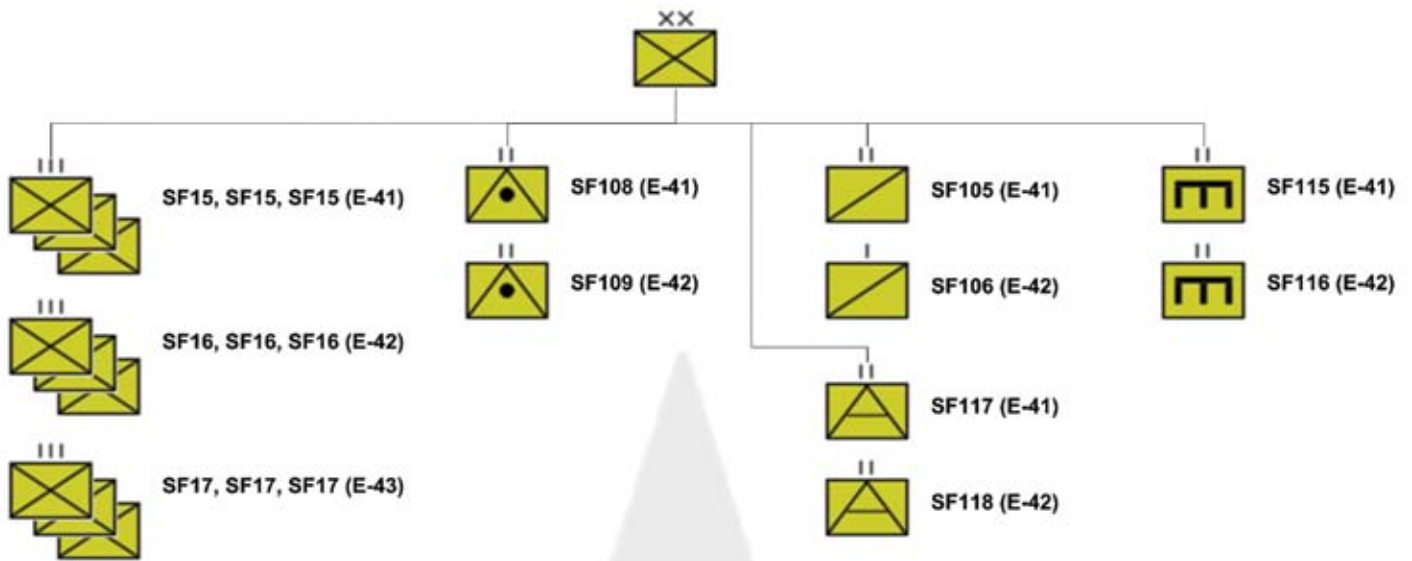 XX
III
SF15, SF15, SF15 (E-41)
II
SF108 (E-41)
II
SF105 (E-41)
II
SF115 (E-41)
II
SF109 (E-42)
I
SF106 (E-42)
II
SF116 (E-42)
III
SF16, SF16, SF16 (E-42)
II
SF117 (E-41)
III
SF17, SF17, SF17 (E-43)
II
SF118 (E-42)